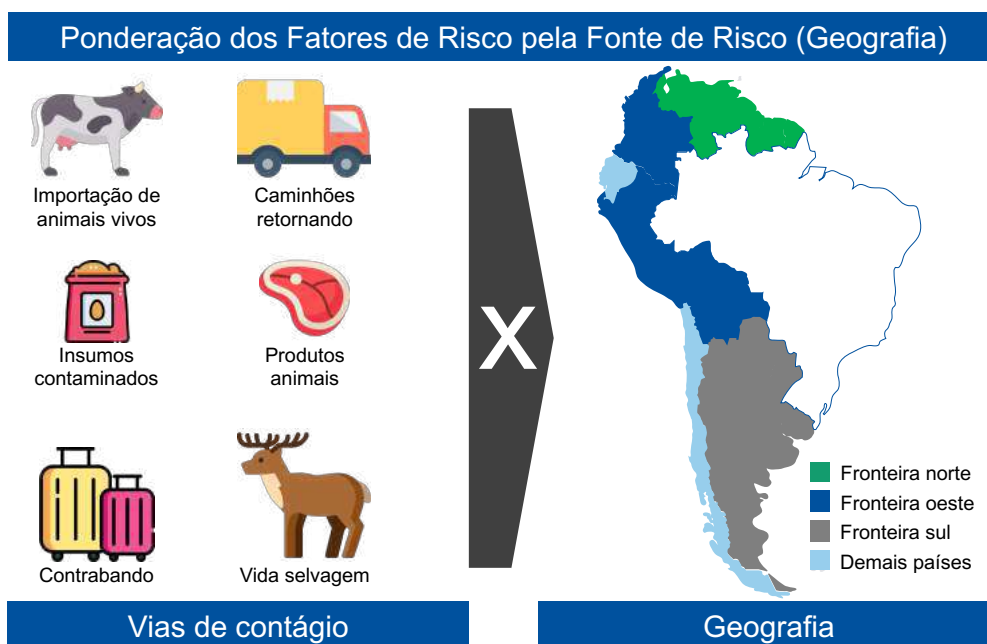 Ponderação dos Fatores de Risco pela Fonte de Risco (Geografia)
Importação de
animais vivos
Caminhões
retornando
Insumos
contaminados
Produtos
animais
Contrabando
Vida selvagem
X
Fronteira norte
Fronteira oeste
Fronteira sul
Demais países
Vias de contágio
Geografia